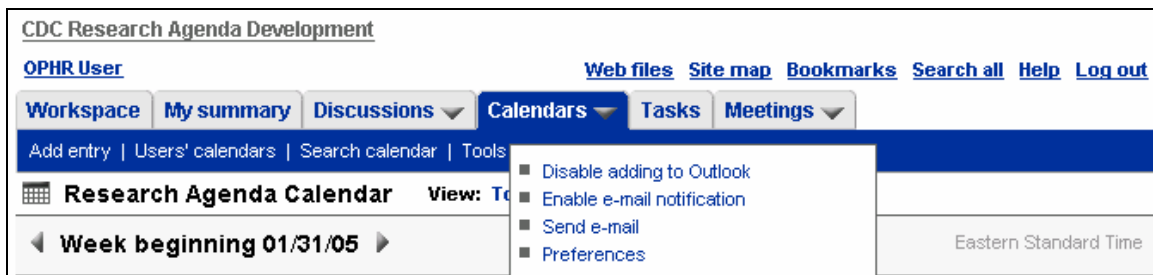 CDC Research Agenda Development
OPHR User Web files Site map Bookmarks Search all Help Log out
Workspace My summary Discussions Calendars Tasks Meetings
Add entry | Users' calendars | Search calendar | Tools
Disable adding to Outlook
Research Agenda Calendar View:
Enable e-mail notification
Send e-mail
Week beginning 01/31/05 Eastern Standard Time
Preferences